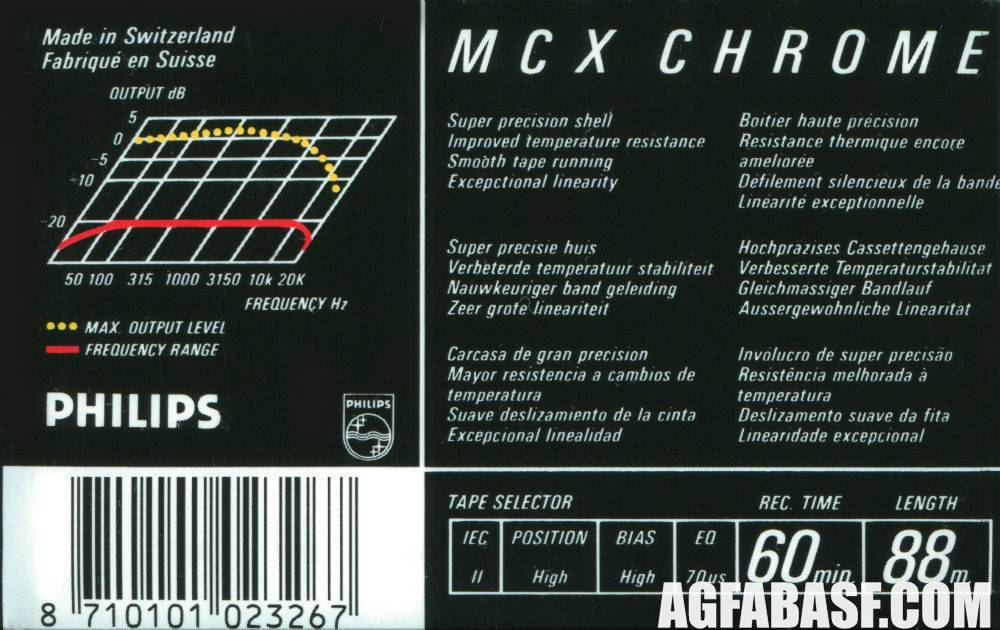 Made in Switzerland
Fabriqué en Suisse
OUTPUT dB
5
0
-5
-10
-20
50 100 315 1000 3150 10k 20K
FREQUENCY Hz
MAX. OUTPUT LEVEL
FREQUENCY RANGE
PHILIPS
PHILIPS
8 710101 023267
MCX CHROME
Super precision shell
Improved temperature resistance
Smooth tape running
Excepctional linearity
Boitier haute précision
Resistance thermique encore
ameliorée
Défilement silencieux de la bande
Linéarité exceptionnelle
Super precisie huis
Verbeterde temperatuur stabiliteit
Nauwkeuriger band geleiding
Zeer grote lineariteit
Hochprazises Cassettengehause
Verbesserte Temperaturstabilitat
Gleichmassiger Bandlauf
Aussergewohnliche Linearitat
Carcasa de gran precision
Mayor resistencia a cambios de
temperatura
Suave deslizamiento de la cinta
Excepcional linealidad
Invólucro de super precisão
Resistência melhorada à
temperatura
Deslizamento suave da fita
Linearidade excepcional
TAPE SELECTOR REC. TIME LENGTH
IEC POSITION BIAS EQ
II High High 70µs 60 min. 88 m
AGFABASF.COM